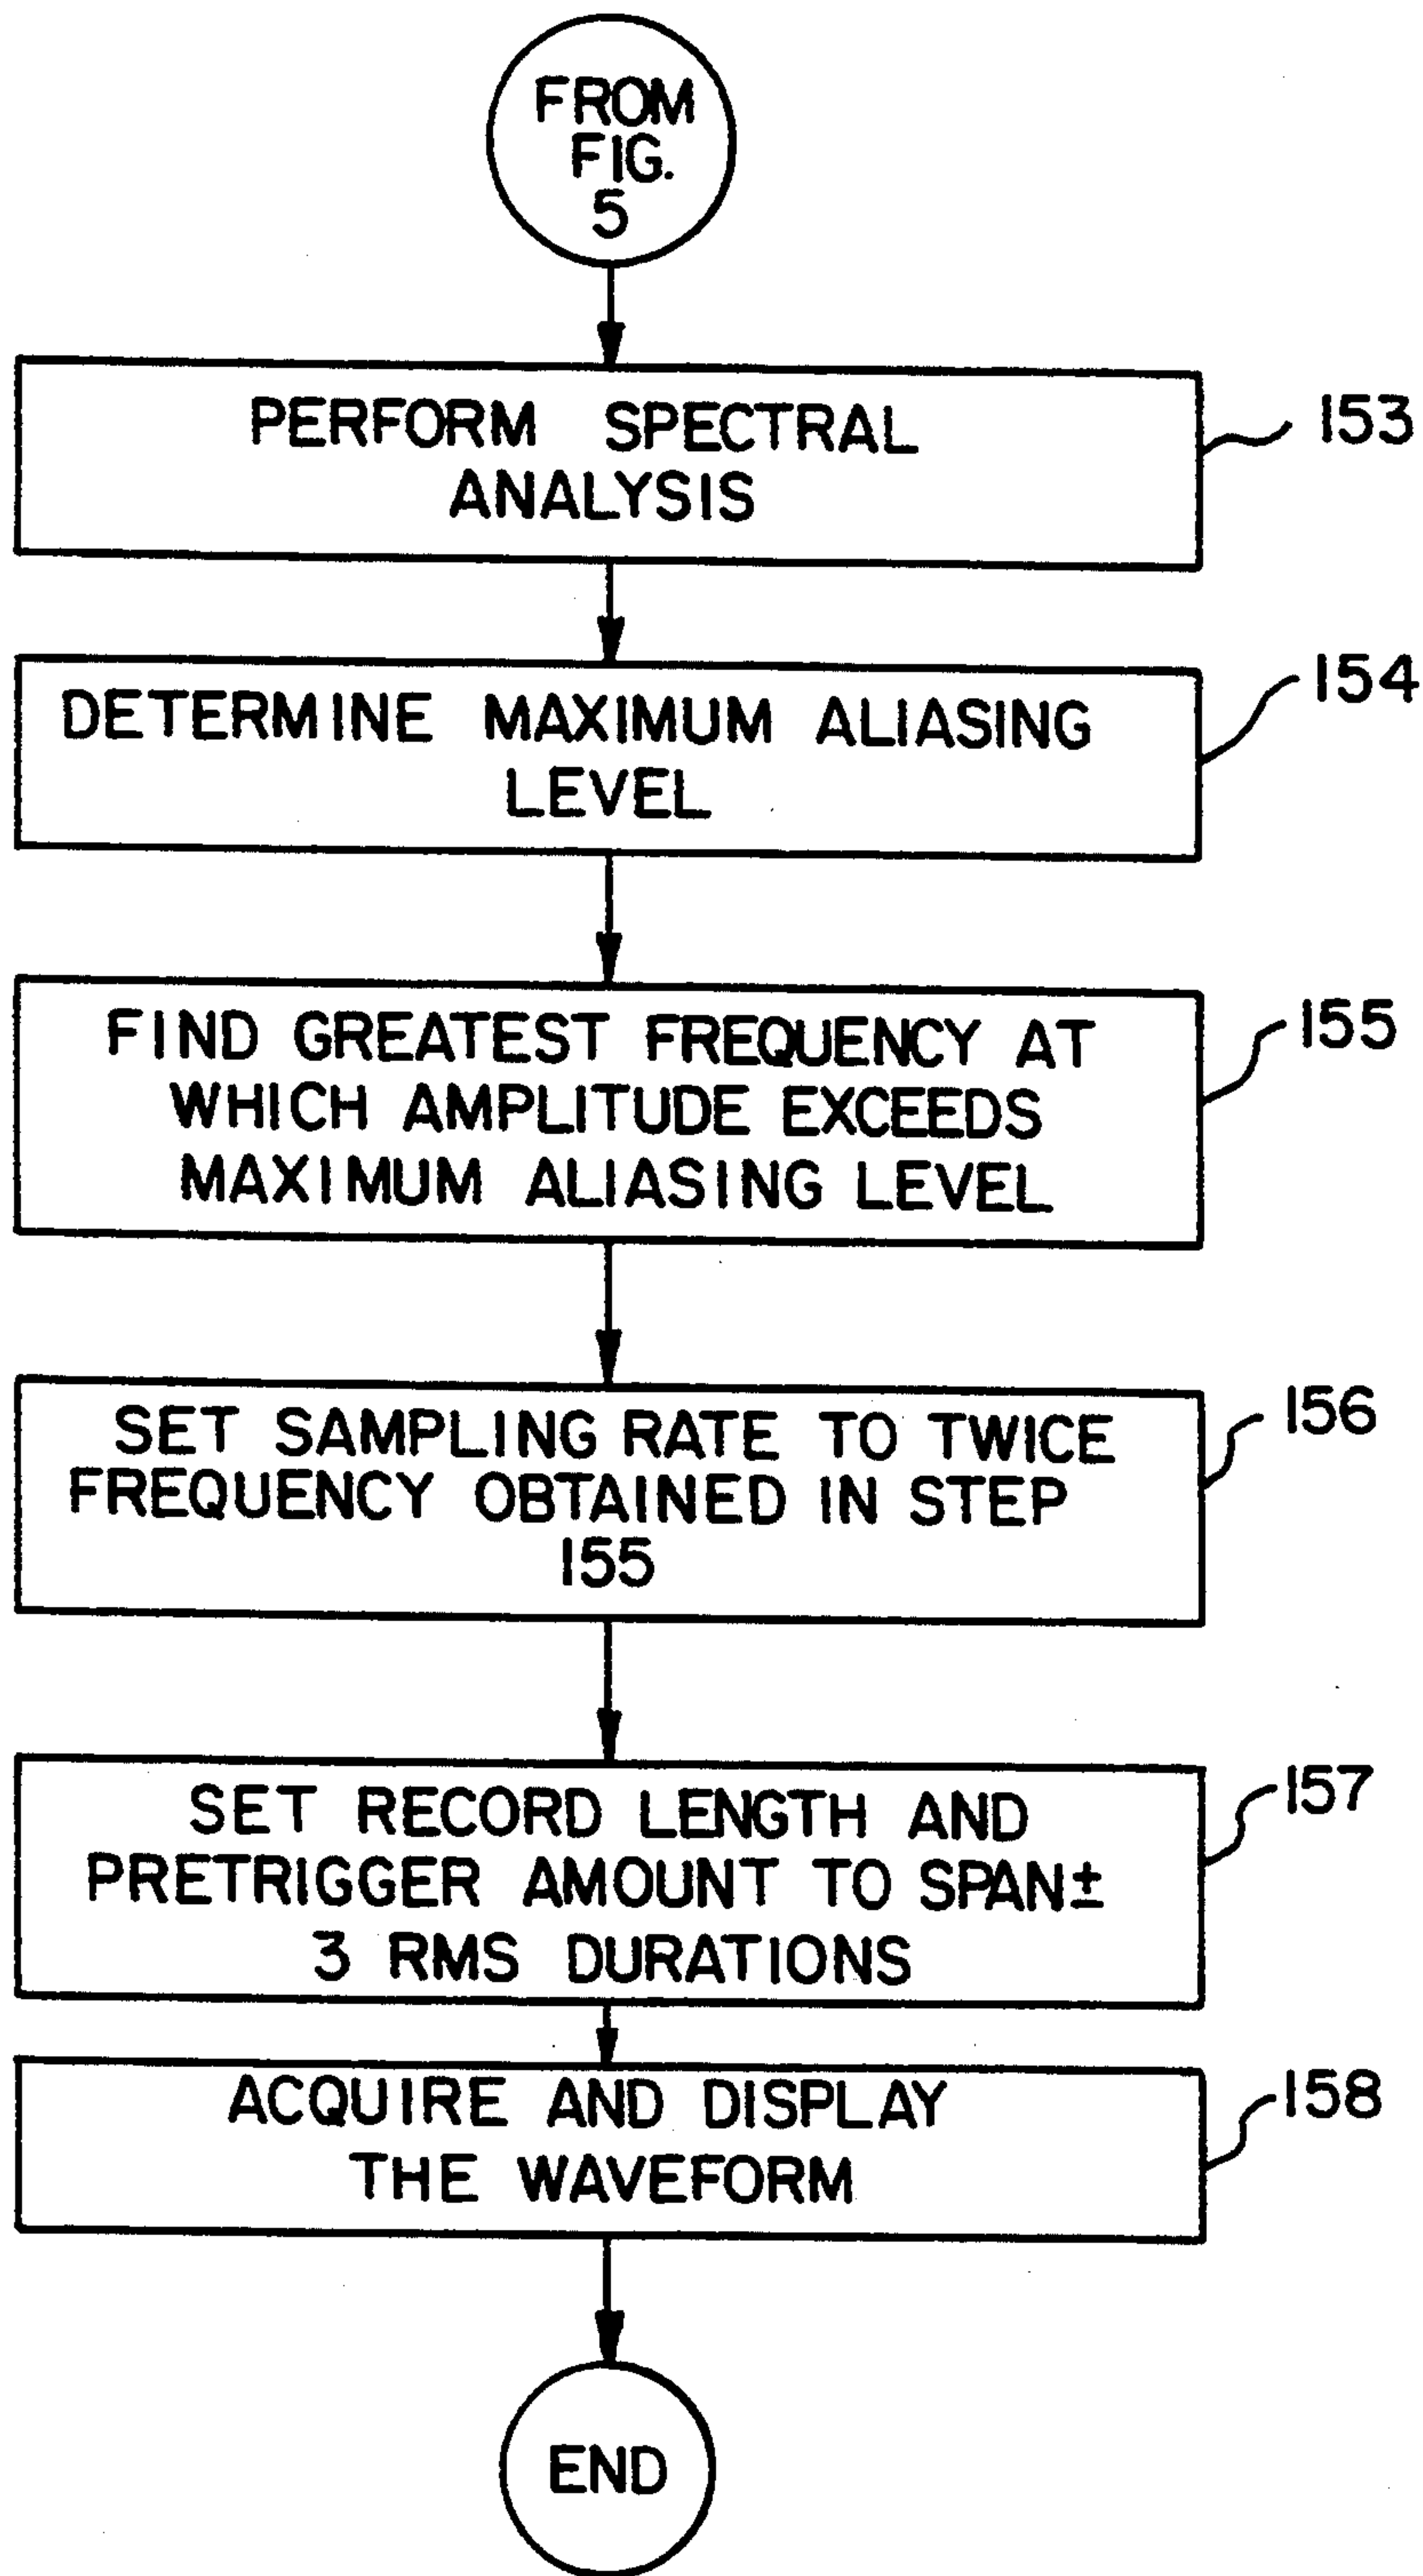 FROM
FIG.
5
PERFORM SPECTRAL
ANALYSIS
153
DETERMINE MAXIMUM ALIASING
LEVEL
154
FIND GREATEST FREQUENCY AT
WHICH AMPLITUDE EXCEEDS
MAXIMUM ALIASING LEVEL
155
SET SAMPLING RATE TO TWICE
FREQUENCY OBTAINED IN STEP
155
156
SET RECORD LENGTH AND
PRETRIGGER AMOUNT TO SPAN±
3 RMS DURATIONS
157
ACQUIRE AND DISPLAY
THE WAVEFORM
158
END